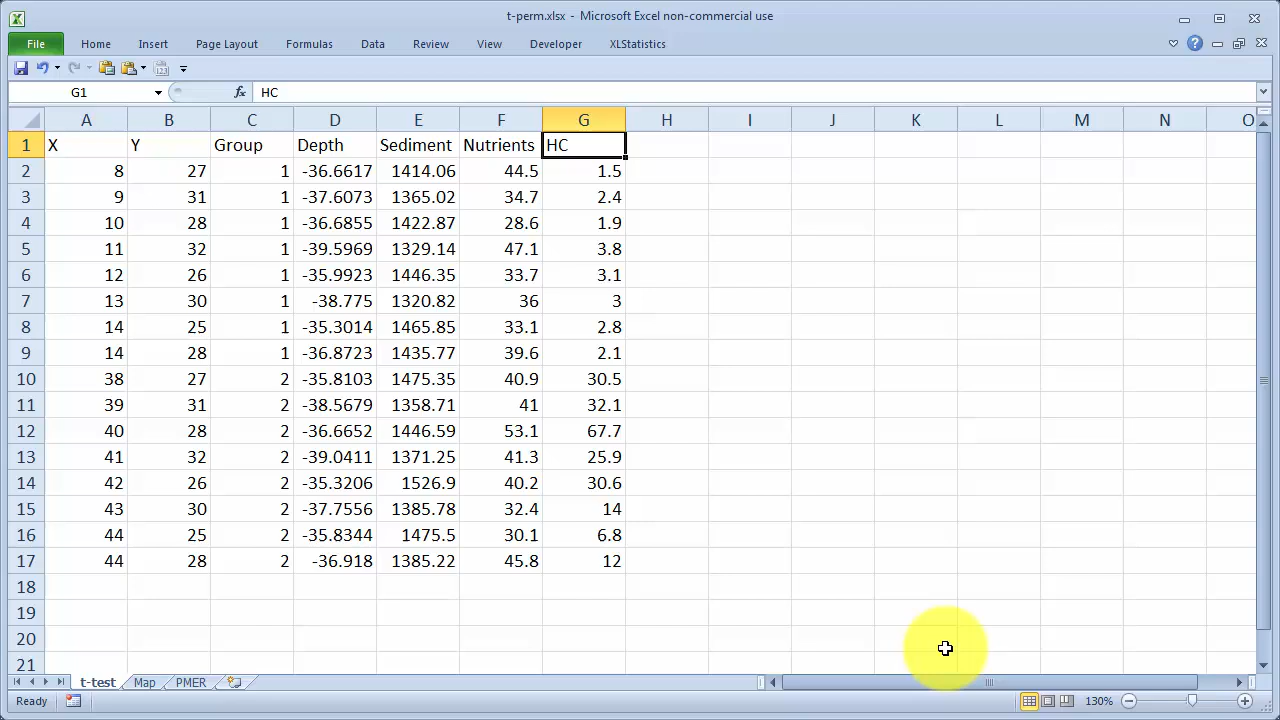 t-perm.xlsx - Microsoft Excel non-commercial use
File Home Insert Page Layout Formulas Data Review View Developer XLStatistics
G1 fx HC
A B C D E F G H I J K L M N O
1 X Y Group Depth Sediment Nutrients HC
2 8 27 1 -36.6617 1414.06 44.5 1.5
3 9 31 1 -37.6073 1365.02 34.7 2.4
4 10 28 1 -36.6855 1422.87 28.6 1.9
5 11 32 1 -39.5969 1329.14 47.1 3.8
6 12 26 1 -35.9923 1446.35 33.7 3.1
7 13 30 1 -38.775 1320.82 36 3
8 14 25 1 -35.3014 1465.85 33.1 2.8
9 14 28 1 -36.8723 1435.77 39.6 2.1
10 38 27 2 -35.8103 1475.35 40.9 30.5
11 39 31 2 -38.5679 1358.71 41 32.1
12 40 28 2 -36.6652 1446.59 53.1 67.7
13 41 32 2 -39.0411 1371.25 41.3 25.9
14 42 26 2 -35.3206 1526.9 40.2 30.6
15 43 30 2 -37.7556 1385.78 32.4 14
16 44 25 2 -35.8344 1475.5 30.1 6.8
17 44 28 2 -36.918 1385.22 45.8 12
18
19
20
21
t-test Map PMER
Ready 130%